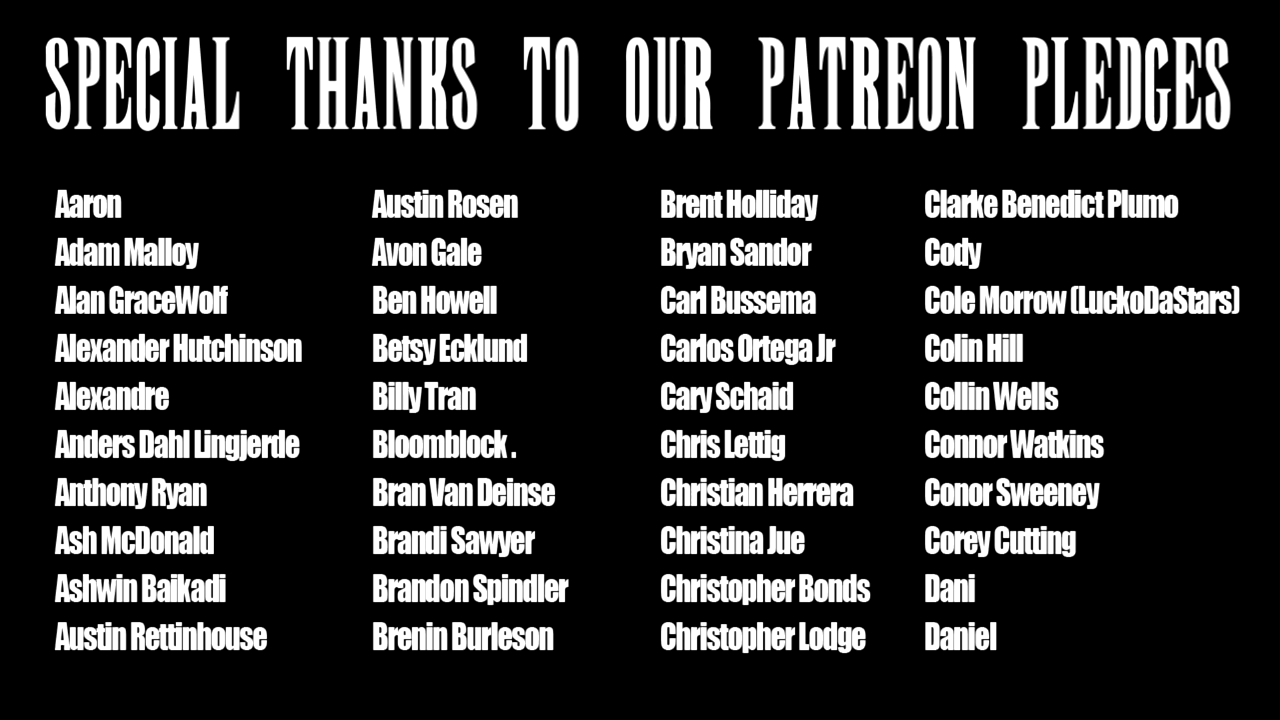 SPECIAL THANKS TO OUR PATREON PLEDGES
Aaron
Adam Malloy
Alan GraceWolf
Alexander Hutchinson
Alexandre
Anders Dahl Lingjerde
Anthony Ryan
Ash McDonald
Ashwin Baikadi
Austin Rettinhouse
Austin Rosen
Avon Gale
Ben Howell
Betsy Ecklund
Billy Tran
Bloomblock .
Bran Van Deinse
Brandi Sawyer
Brandon Spindler
Brenin Burleson
Brent Holliday
Bryan Sandor
Carl Bussema
Carlos Ortega Jr
Cary Schaid
Chris Lettig
Christian Herrera
Christina Jue
Christopher Bonds
Christopher Lodge
Clarke Benedict Plumo
Cody
Cole Morrow (LuckoDaStars)
Colin Hill
Collin Wells
Connor Watkins
Conor Sweeney
Corey Cutting
Dani
Daniel